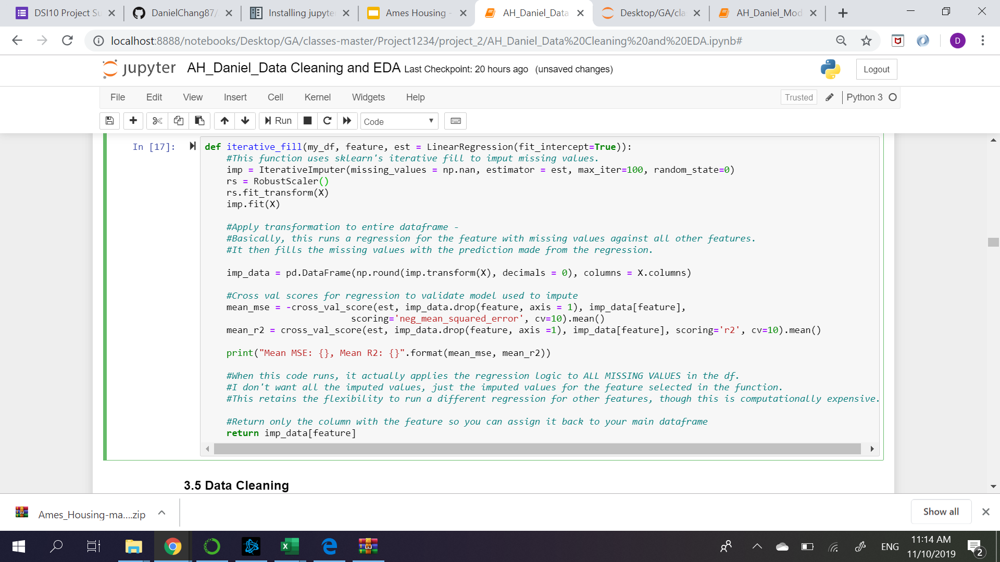 DSI10 Project Su
DanielChang87/
Installing jupyte
Ames Housing -
AH_Daniel_Data
Desktop/GA/cla
AH_Daniel_Mod
localhost:8888/notebooks/Desktop/GA/classes-master/Project1234/project_2/AH_Daniel_Data%20Cleaning%20and%20EDA.ipynb#
D
jupyter AH_Daniel_Data Cleaning and EDA Last Checkpoint: 20 hours ago (unsaved changes)
Logout
File Edit View Insert Cell Kernel Widgets Help
Trusted Python 3
Run Code
In [17]:
def iterative_fill(my_df, feature, est = LinearRegression(fit_intercept=True)):
#This function uses sklearn's iterative fill to imput missing values.
imp = IterativeImputer(missing_values = np.nan, estimator = est, max_iter=100, random_state=0)
rs = RobustScaler()
rs.fit_transform(X)
imp.fit(X)
#Apply transformation to entire dataframe -
#Basically, this runs a regression for the feature with missing values against all other features.
#It then fills the missing values with the prediction made from the regression.
imp_data = pd.DataFrame(np.round(imp.transform(X), decimals = 0), columns = X.columns)
#Cross val scores for regression to validate model used to impute
mean_mse = -cross_val_score(est, imp_data.drop(feature, axis = 1), imp_data[feature],
scoring='neg_mean_squared_error', cv=10).mean()
mean_r2 = cross_val_score(est, imp_data.drop(feature, axis =1), imp_data[feature], scoring='r2', cv=10).mean()
print("Mean MSE: {}, Mean R2: {}".format(mean_mse, mean_r2))
#When this code runs, it actually applies the regression logic to ALL MISSING VALUES in the df.
#I don't want all the imputed values, just the imputed values for the feature selected in the function.
#This retains the flexibility to run a different regression for other features, though this is computationally expensive.
#Return only the column with the feature so you can assign it back to your main dataframe
return imp_data[feature]
3.5 Data Cleaning
Ames_Housing-ma....zip
Show all
ENG
11:14 AM
11/10/2019
2